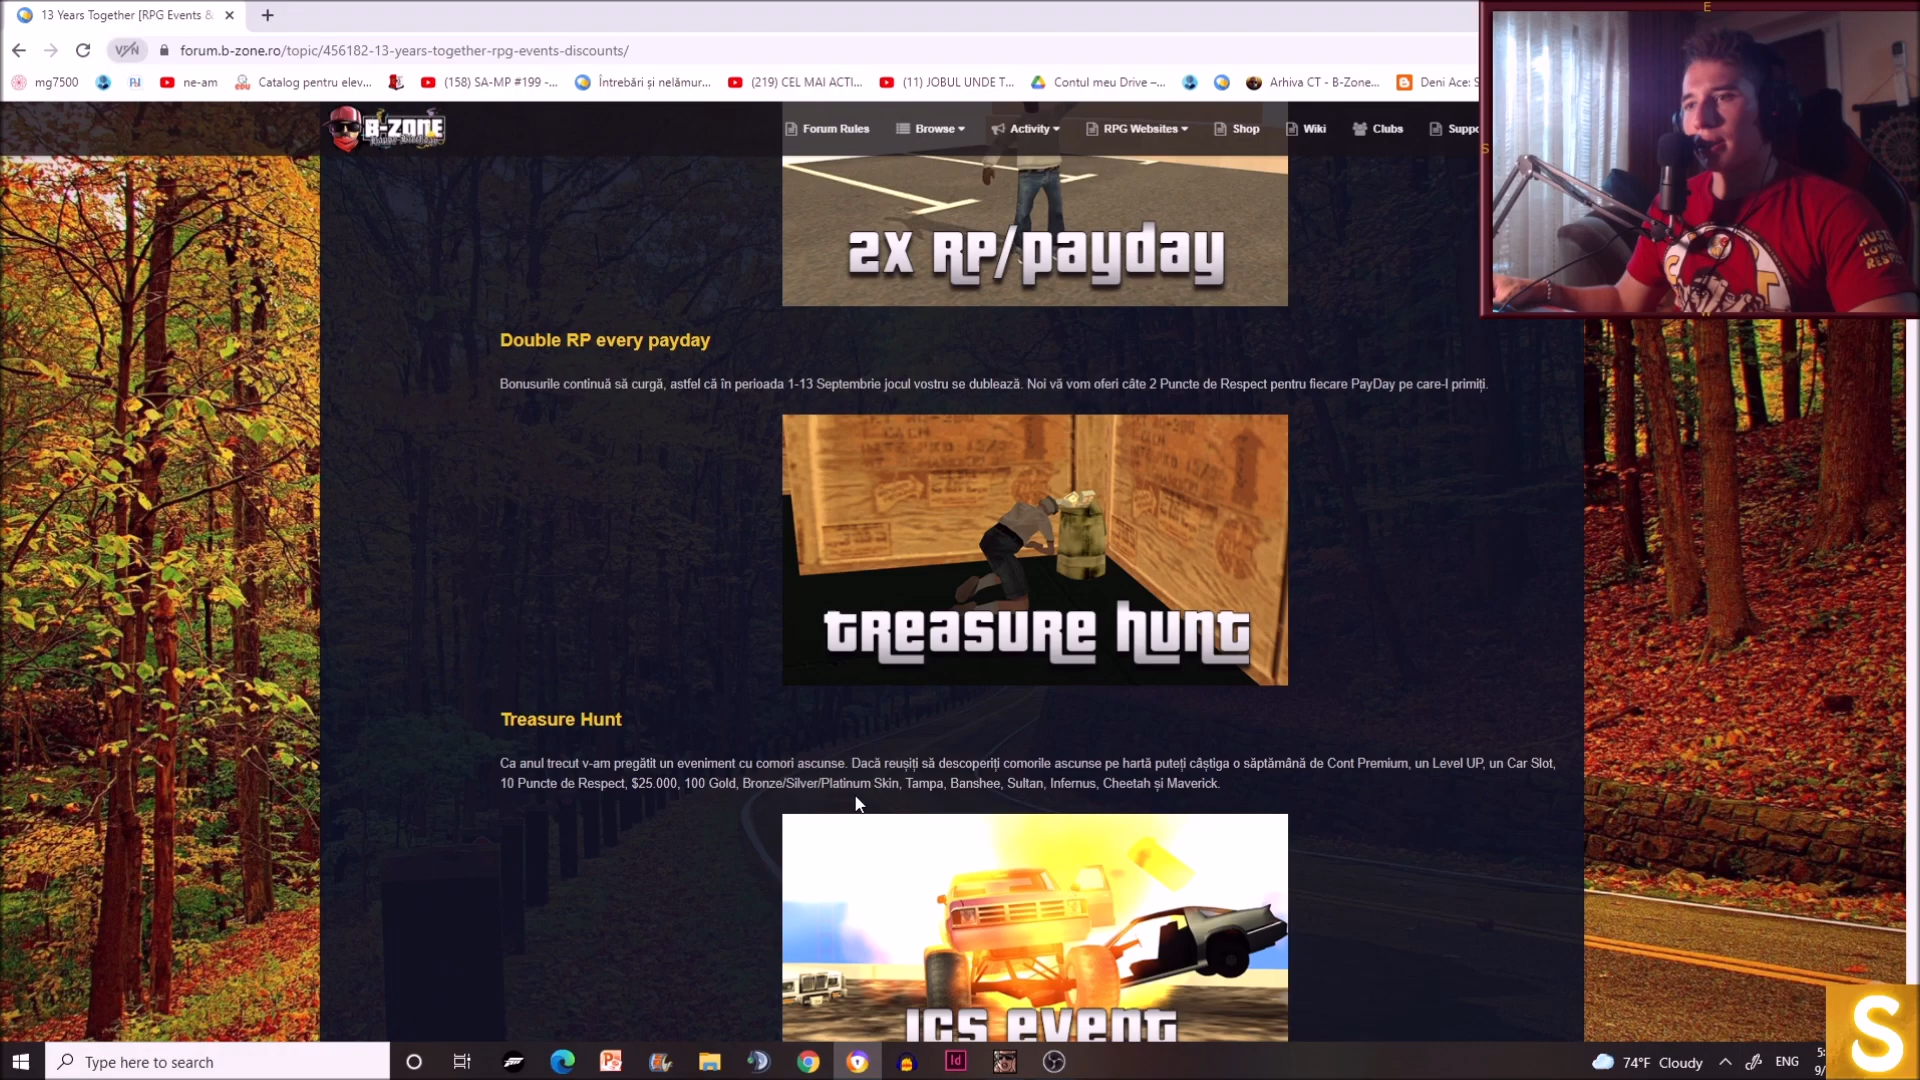 13 Years Together [RPG Events &
forum.b-zone.ro/topic/456182-13-years-together-rpg-events-discounts/
mg7500
ne-am
Catalog pentru elev...
(158) SA-MP #199 -...
Întrebări și nelămur...
(219) CEL MAI ACTI...
(11) JOBUL UNDE T...
Contul meu Drive –...
Arhiva CT - B-Zone...
Deni Ace: S
B-ZONE
Forum Rules
Browse
Activity
RPG Websites
Shop
Wiki
Clubs
Suppo
2X RP/payday
Double RP every payday
Bonusurile continuă să curgă, astfel că în perioada 1-13 Septembrie jocul vostru se dublează. Noi vă vom oferi câte 2 Puncte de Respect pentru fiecare PayDay pe care-l primiți.
treasure hunt
Treasure Hunt
Ca anul trecut v-am pregătit un eveniment cu comori ascunse. Dacă reușiți să descoperiți comorile ascunse pe hartă puteți câștiga o săptămână de Cont Premium, un Level UP, un Car Slot,
10 Puncte de Respect, $25.000, 100 Gold, Bronze/Silver/Platinum Skin, Tampa, Banshee, Sultan, Infernus, Cheetah și Maverick.
ICS event
Type here to search
74°F Cloudy
ENG
S
E
S